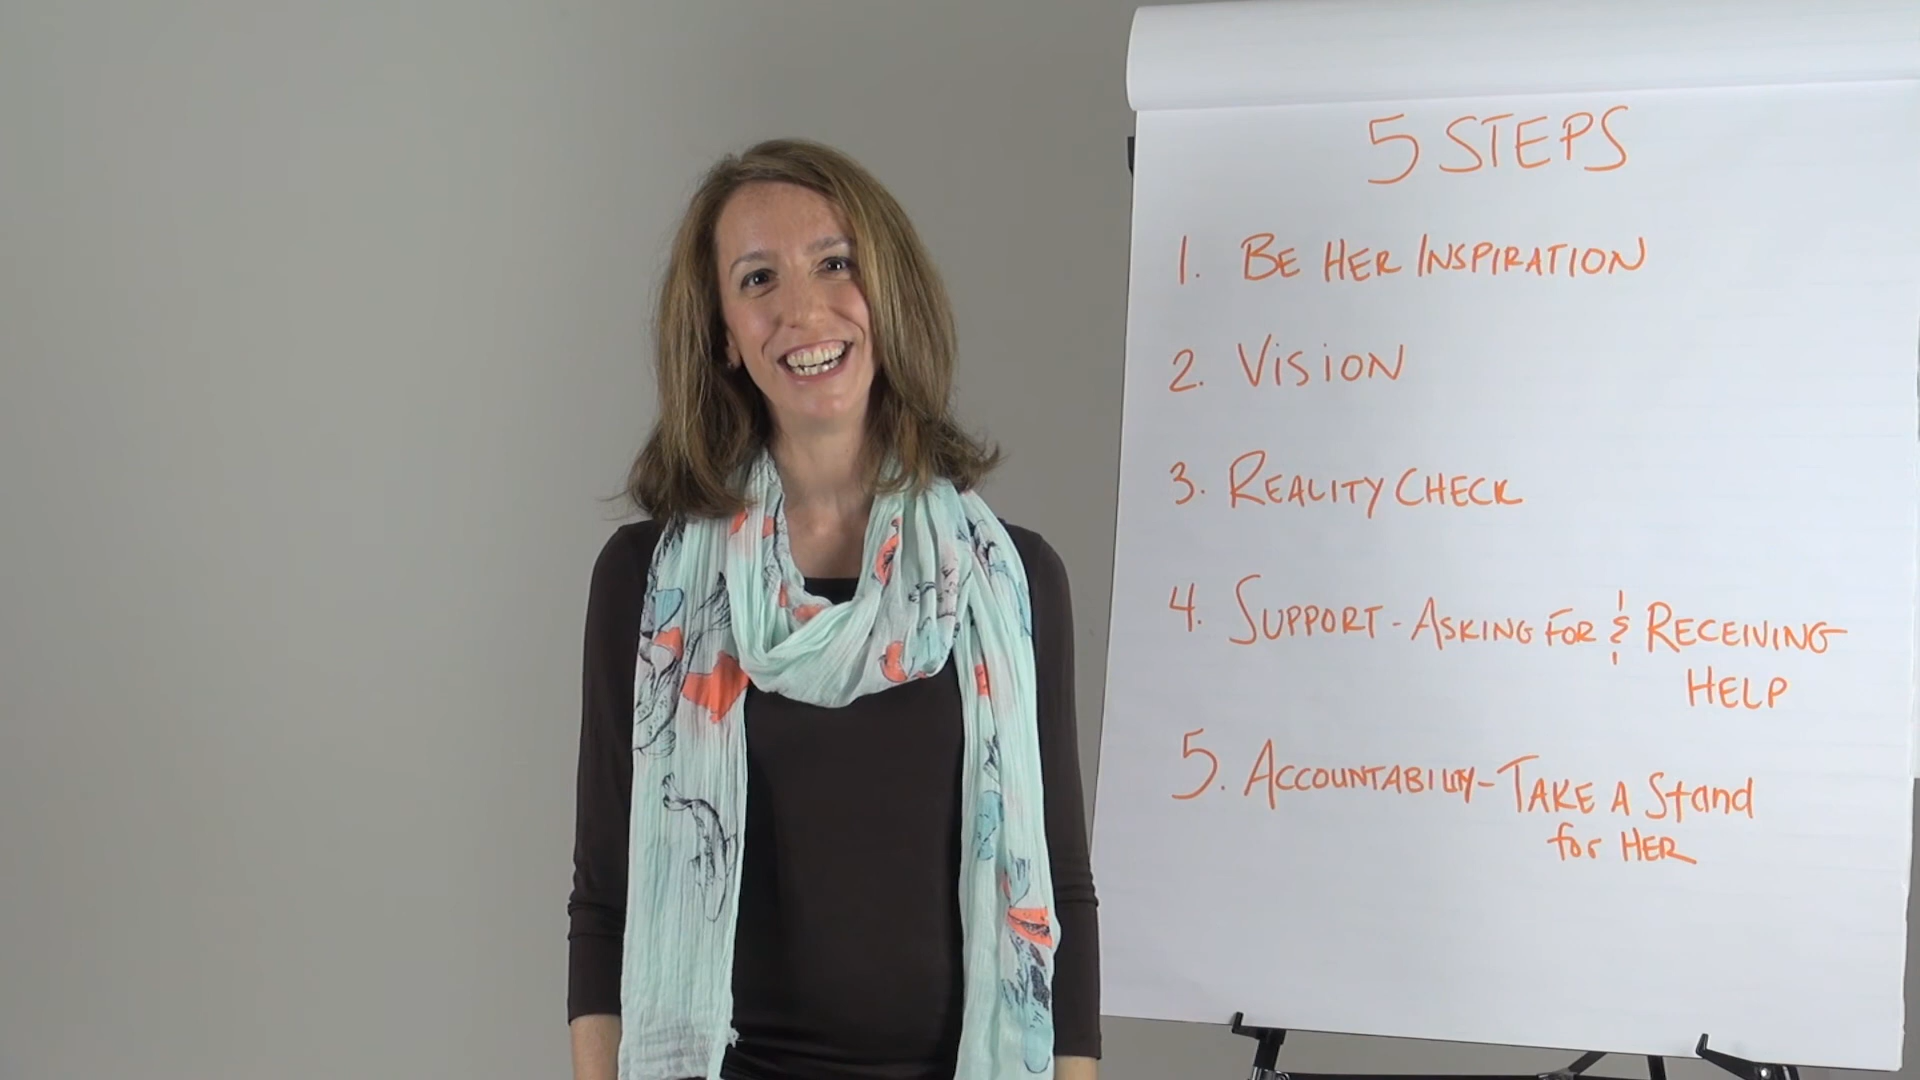 5 STEPS
1. BE HER INSPIRATION
2. VISION
3. REALITY CHECK
4. SUPPORT - ASKING FOR & RECEIVING
HELP
5. ACCOUNTABILITY - TAKE A Stand
for HER